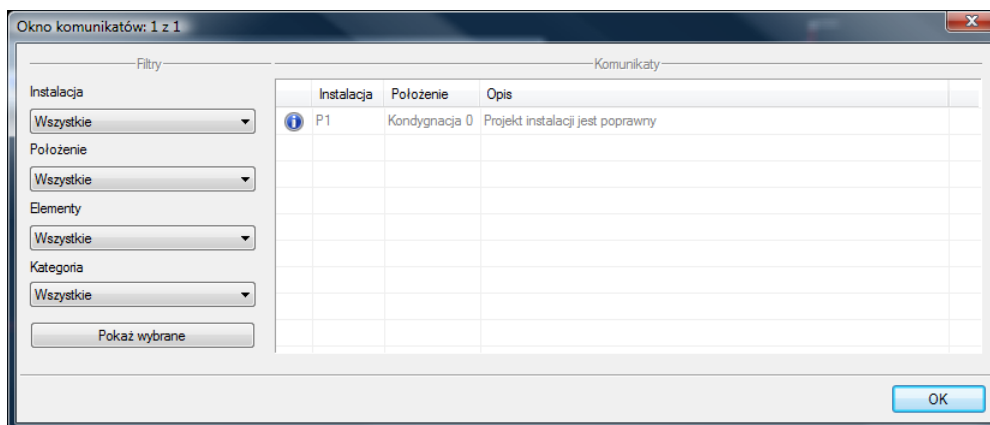 Okno komunikatów: 1 z 1
Filtry
Instalacja
Wszystkie
Położenie
Wszystkie
Elementy
Wszystkie
Kategoria
Wszystkie
Pokaż wybrane
Komunikaty
Instalacja Położenie Opis
P1 Kondygnacja 0 Projekt instalacji jest poprawny
OK